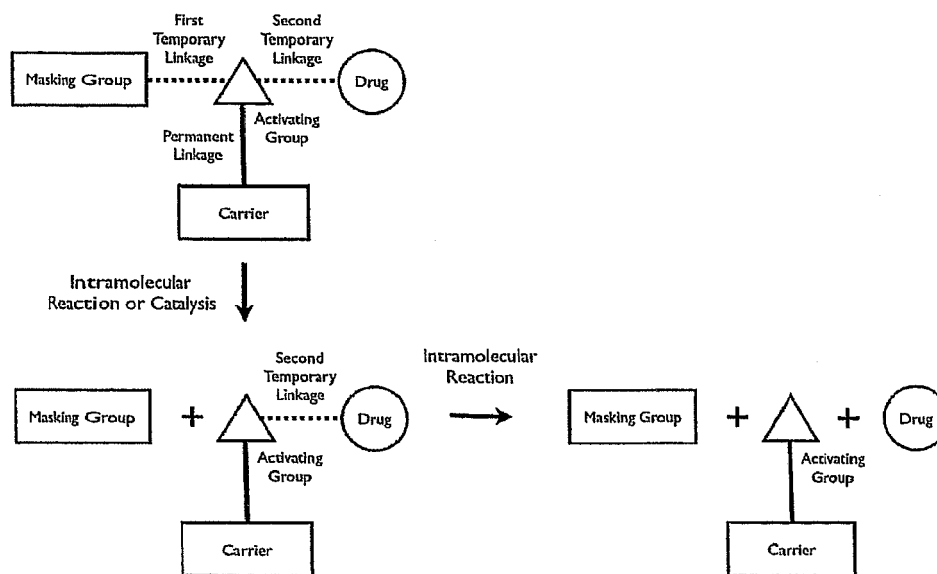 First
Temporary
Linkage
Second
Temporary
Linkage
Masking Group
Drug
Permanent
Linkage
Activating
Group
Carrier
Intramolecular
Reaction or Catalysis
Second
Temporary
Linkage
Intramolecular
Reaction
Masking Group
+
Drug
Masking Group
+
+
Drug
Activating
Group
Activating
Group
Carrier
Carrier